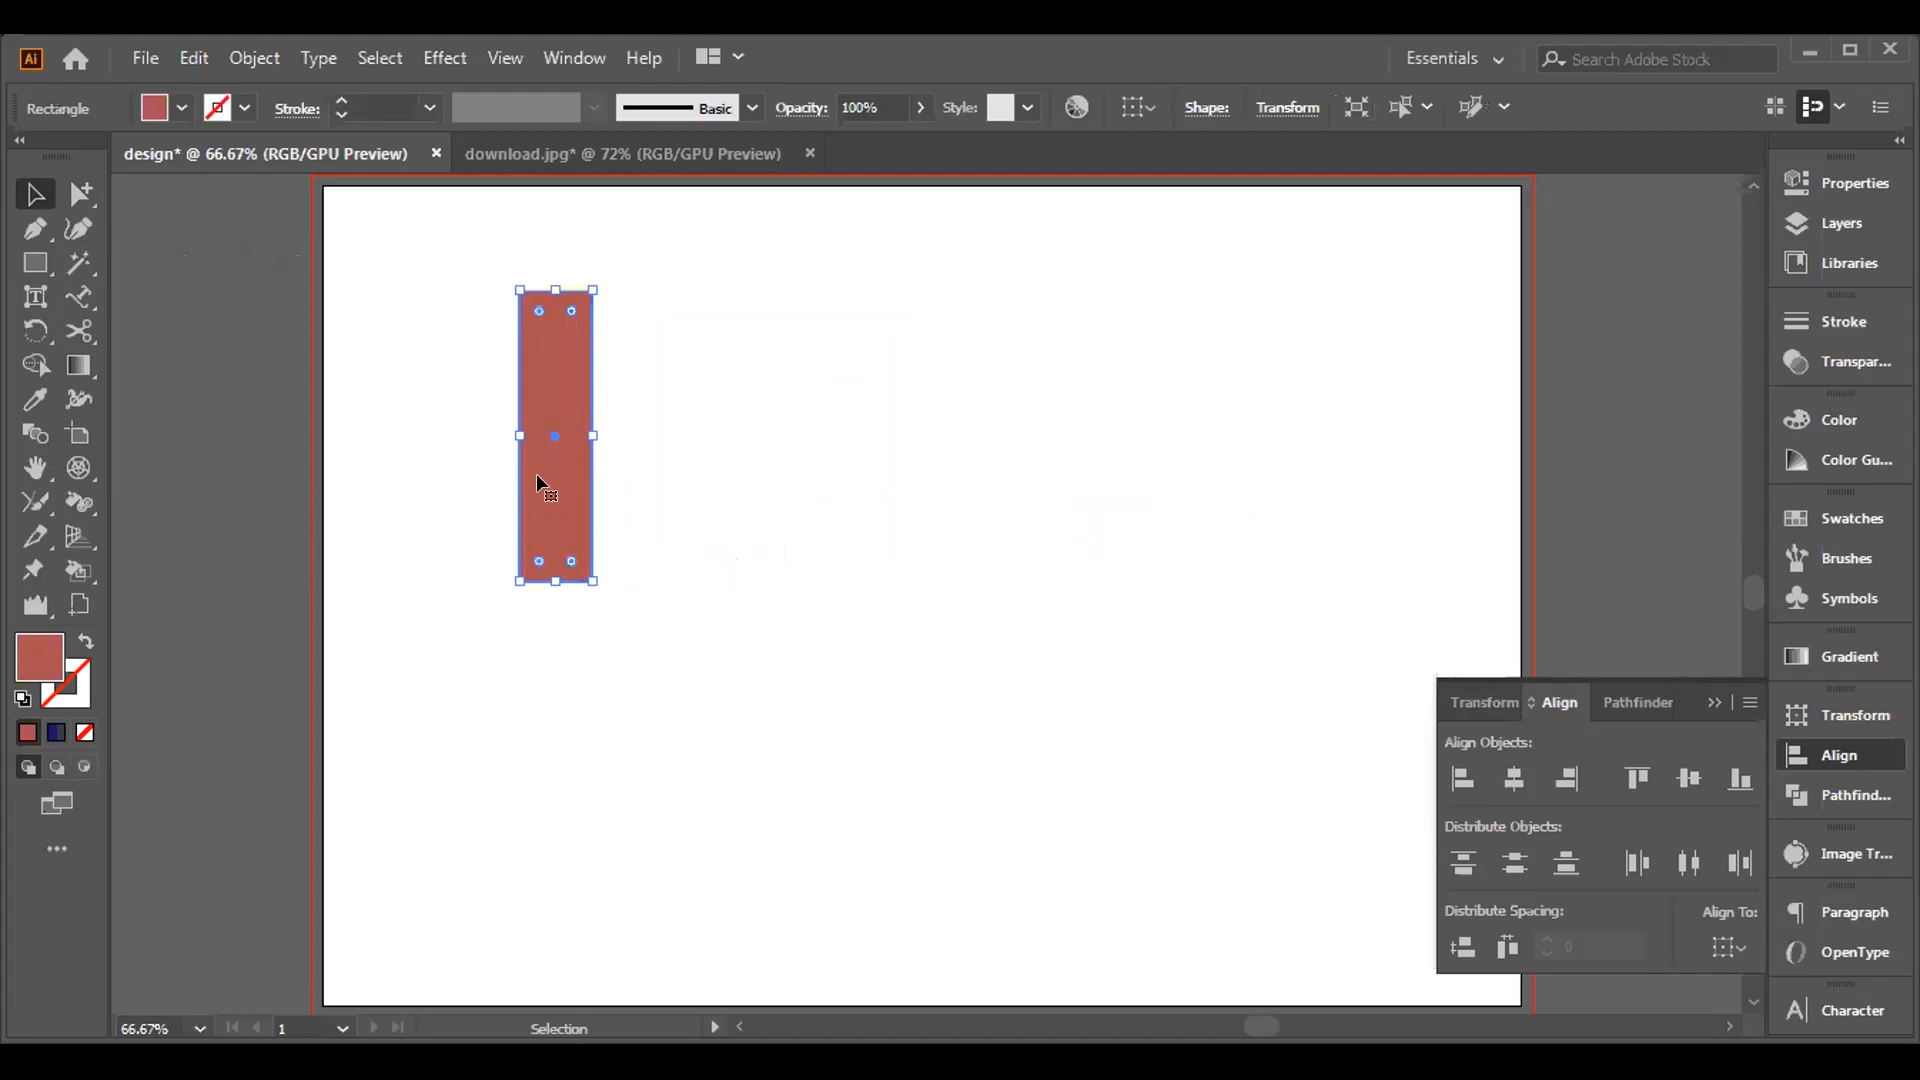 Ai File Edit Object Type Select Effect View Window Help Essentials Search Adobe Stock
Rectangle Stroke: Basic Opacity: 100% Style: Shape: Transform
design* @ 66.67% (RGB/GPU Preview) download.jpg* @ 72% (RGB/GPU Preview)
Properties
Layers
Libraries
Stroke
Transpar...
Color
Color Gu...
Swatches
Brushes
Symbols
Gradient
Transform
Align
Pathfind...
Image Tr...
Paragraph
OpenType
Character
Transform Align Pathfinder
Align Objects:
Distribute Objects:
Distribute Spacing: Align To:
0
66.67% 1 Selection